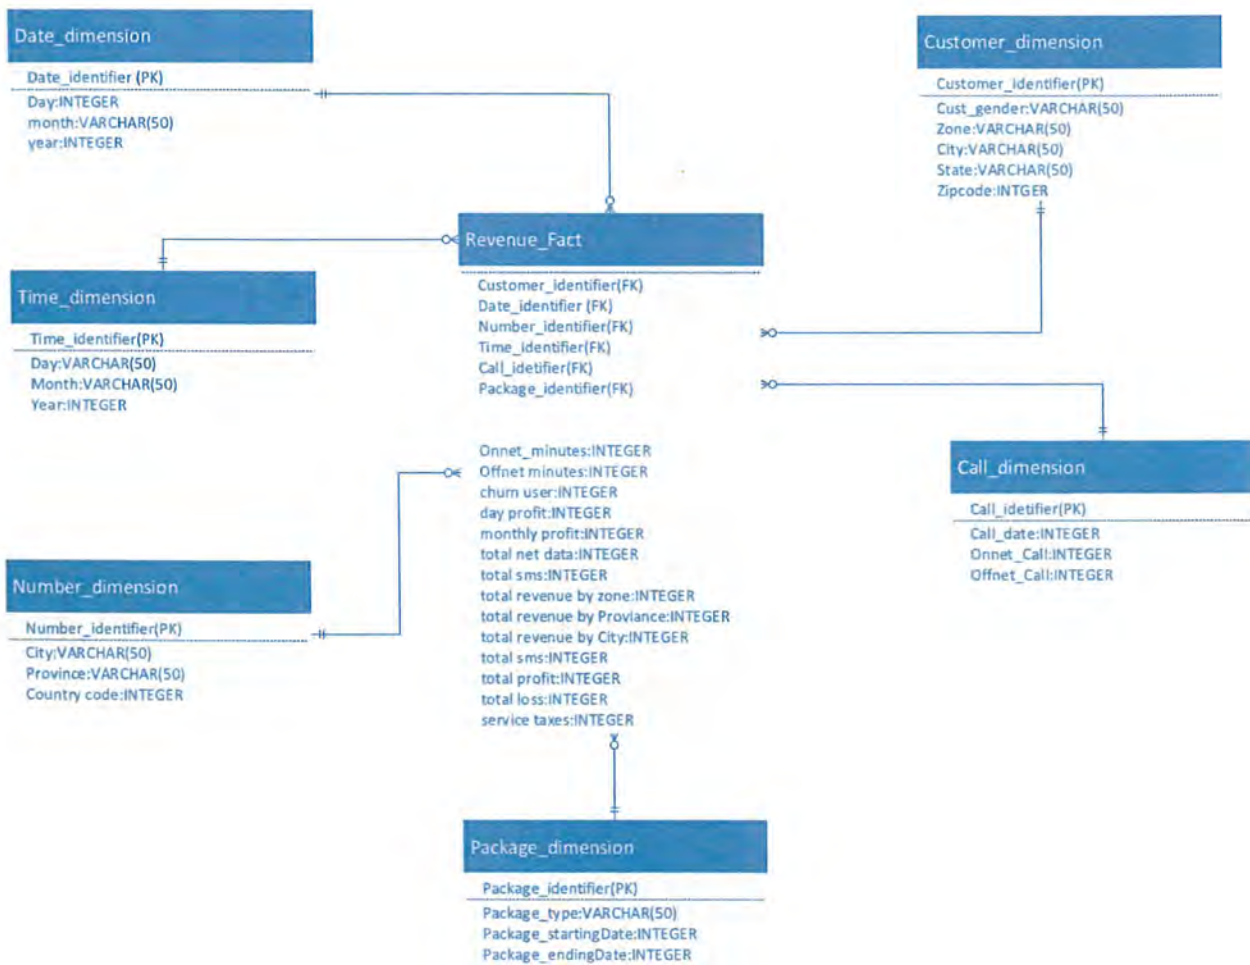 Date_dimension
Date_identifier (PK)
Day:INTEGER
month:VARCHAR(50)
year:INTEGER
Customer_dimension
Customer_identifier(PK)
Cust_gender:VARCHAR(50)
Zone:VARCHAR(50)
City:VARCHAR(50)
State:VARCHAR(50)
Zipcode:INTGER
Revenue_Fact
Customer_identifier(FK)
Date_identifier (FK)
Number_identifier(FK)
Time_identifier(FK)
Call_idetifier(FK)
Package_identifier(FK)
Onnet_minutes:INTEGER
Offnet minutes:INTEGER
churn user:INTEGER
day profit:INTEGER
monthly profit:INTEGER
total net data:INTEGER
total sms:INTEGER
total revenue by zone:INTEGER
total revenue by Proviance:INTEGER
total revenue by City:INTEGER
total sms:INTEGER
total profit:INTEGER
total loss:INTEGER
service taxes:INTEGER
Time_dimension
Time_identifier(PK)
Day:VARCHAR(50)
Month:VARCHAR(50)
Year:INTEGER
Call_dimension
Call_idetifier(PK)
Call_date:INTEGER
Onnet_Call:INTEGER
Offnet_Call:INTEGER
Number_dimension
Number_identifier(PK)
City:VARCHAR(50)
Province:VARCHAR(50)
Country code:INTEGER
Package_dimension
Package_identifier(PK)
Package_type:VARCHAR(50)
Package_startingDate:INTEGER
Package_endingDate:INTEGER